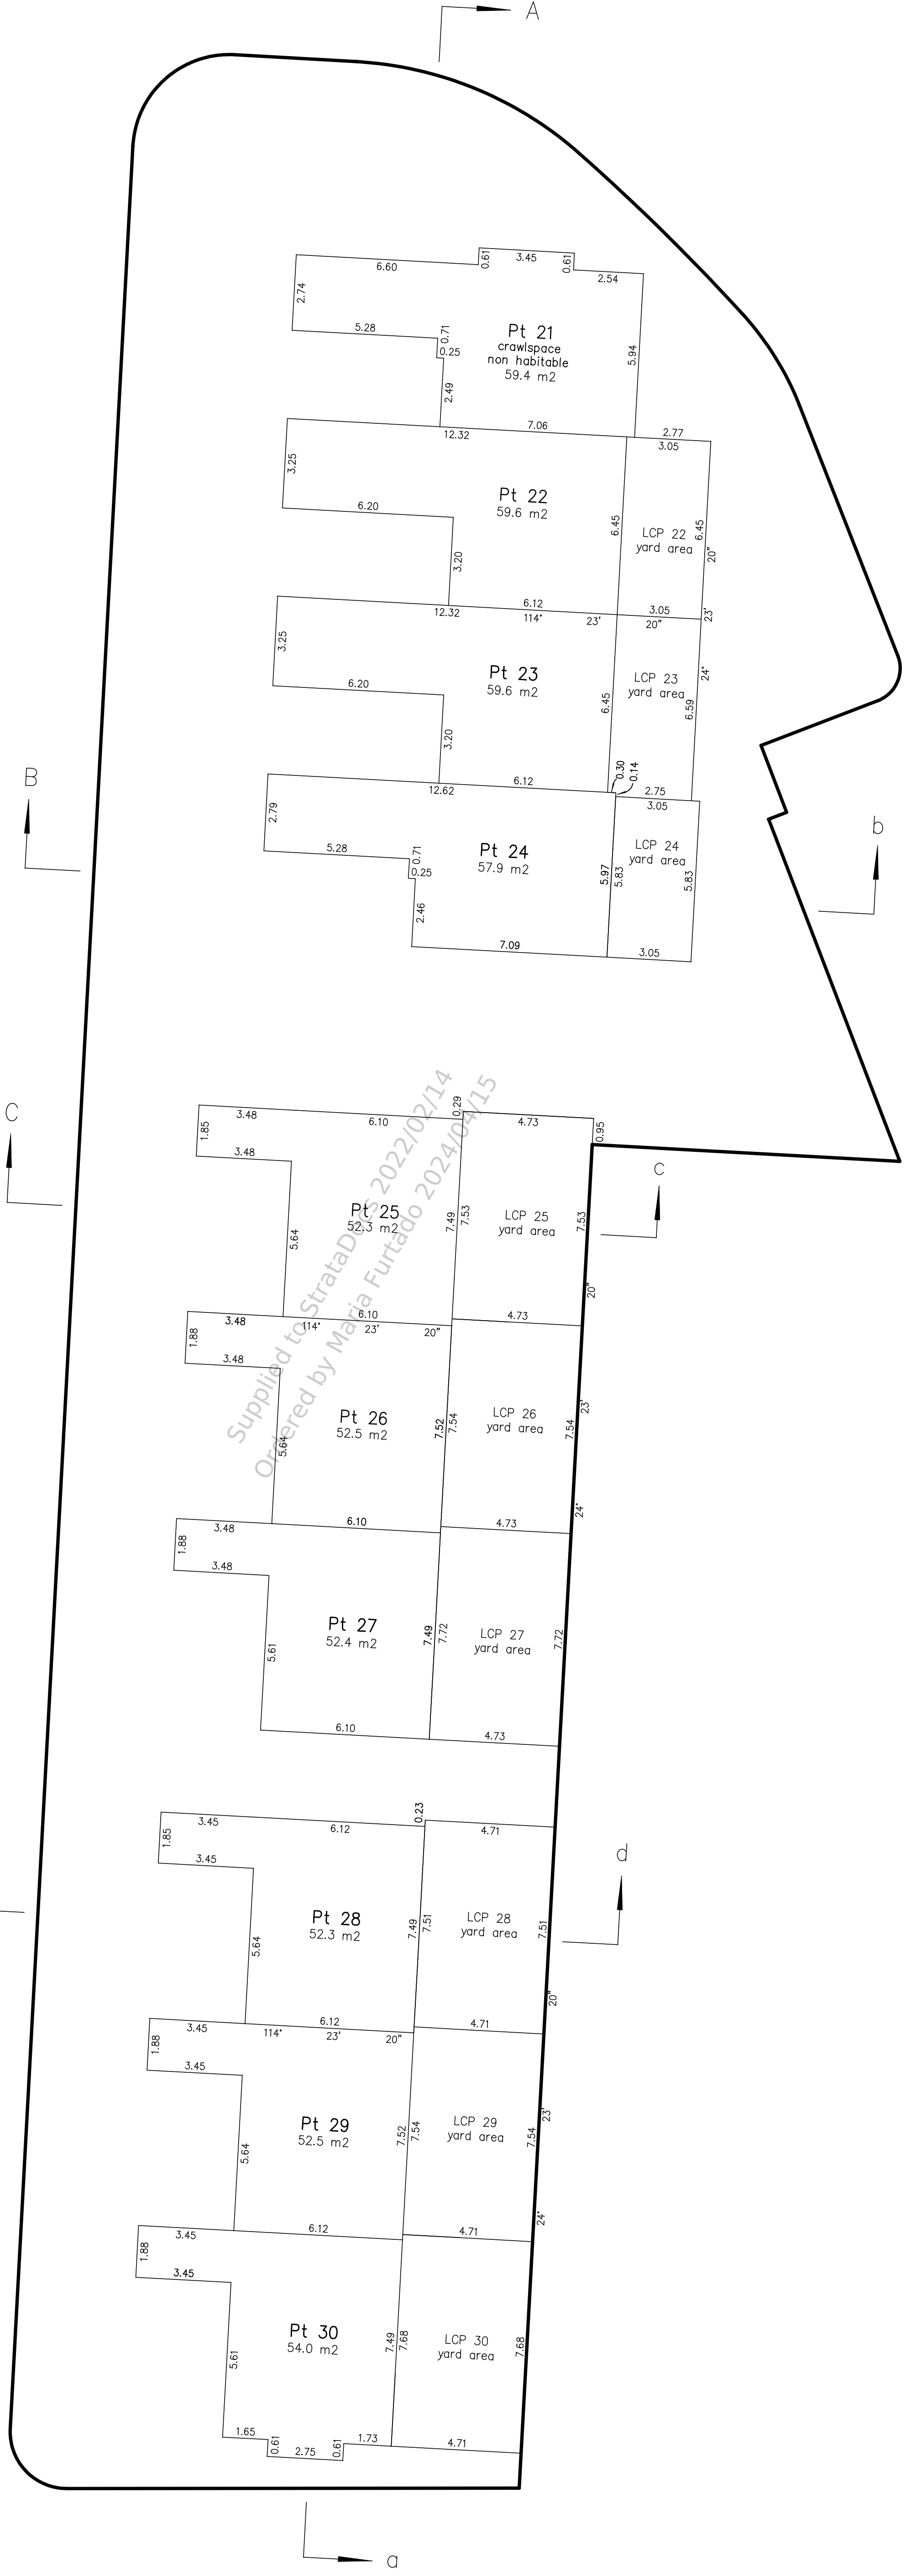 A
6.60
0.61
3.45
0.61
2.54
2.74
5.28
0.71
0.25
Pt 21
crawlspace
non habitable
59.4 m2
5.94
2.49
7.06
12.32
2.77
3.05
3.25
Pt 22
59.6 m2
6.20
6.45
LCP 22
yard area
6.45
20"
3.20
6.12
3.05
12.32
114°
23'
20"
23'
3.25
Pt 23
59.6 m2
LCP 23
yard area
24°
6.20
6.45
6.59
3.20
0.30
0.14
6.12
12.62
2.75
3.05
B
b
2.79
5.28
0.71
0.25
Pt 24
57.9 m2
LCP 24
yard area
5.97
5.83
5.83
2.46
7.09
3.05
C
3.48
6.10
0.29
4.73
0.95
1.85
3.48
c
Pt 25
52.3 m2
LCP 25
yard area
7.49
7.53
7.53
5.64
20"
6.10
4.73
3.48
114°
23'
20"
1.88
3.48
Pt 26
52.5 m2
LCP 26
yard area
23'
7.52
7.54
7.54
5.64
24°
3.48
6.10
4.73
1.88
3.48
Pt 27
52.4 m2
LCP 27
yard area
7.49
7.72
7.72
5.61
6.10
4.73
Supplied to StrataDocs 2022/02/14
Ordered by Maria Furtado 2024/04/15
0.23
3.45
6.12
4.71
1.85
3.45
d
Pt 28
52.3 m2
LCP 28
yard area
7.49
7.51
7.51
5.64
20"
6.12
4.71
3.45
114°
23'
20"
1.88
3.45
Pt 29
52.5 m2
LCP 29
yard area
23'
7.52
7.54
7.54
5.64
24°
3.45
6.12
4.71
1.88
3.45
Pt 30
54.0 m2
LCP 30
yard area
7.49
7.68
7.68
5.61
1.65
0.61
2.75
0.61
1.73
4.71
a